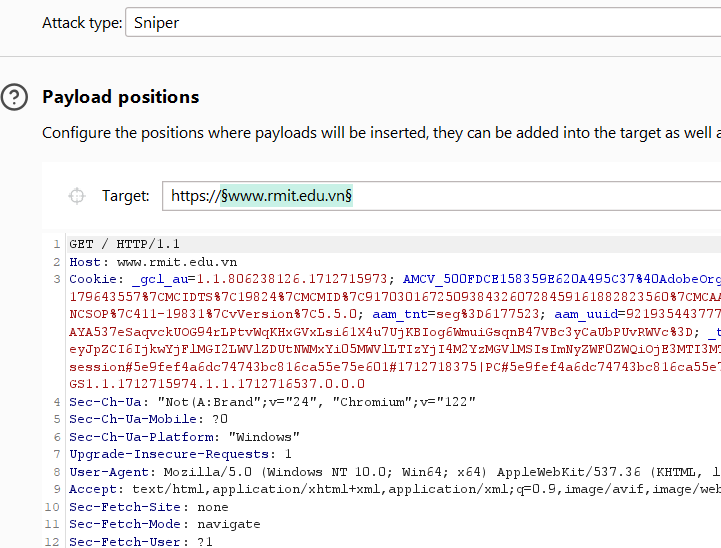 Attack type: Sniper
Payload positions
Configure the positions where payloads will be inserted, they can be added into the target as well a
Target: https://§www.rmit.edu.vn§
1 GET / HTTP/1.1
2 Host: www.rmit.edu.vn
3 Cookie: _gcl_au=1.1.806238126.1712715973; AMCV_500FDCE158359E620A495C37%40AdobeOrg
179643557%7CMCIDTS%7C19824%7CMCMID%7C91703016725093843260728459161882823560%7CMCAA
NCSOP%7C411-19831%7CvVersion%7C5.5.0; aam_tnt=seg%3D6177523; aam_uuid=921935443777
AYA537eSaqvckUOG94rLPtvWqKHxGVxLsi61X4u7UjKBIog6WmuiGsqnB47VBc3yCaUbPUvRWVc%3D; _t
eyJpZCI6IjkwYjFlMGI2LWVlZDUtNWMxYi05MWVlLTIzYjI4M2YzMGVlMSIsImNyZWF0ZWQiOjE3MTI3MT
session#5e9fef4a6dc74743bc816ca55e75e601#1712718375|PC#5e9fef4a6dc74743bc816ca55e7
GS1.1.1712715974.1.1.1712716537.0.0.0
4 Sec-Ch-Ua: "Not(A:Brand";v="24", "Chromium";v="122"
5 Sec-Ch-Ua-Mobile: ?0
6 Sec-Ch-Ua-Platform: "Windows"
7 Upgrade-Insecure-Requests: 1
8 User-Agent: Mozilla/5.0 (Windows NT 10.0; Win64; x64) AppleWebKit/537.36 (KHTML, l
9 Accept: text/html,application/xhtml+xml,application/xml;q=0.9,image/avif,image/web
10 Sec-Fetch-Site: none
11 Sec-Fetch-Mode: navigate
12 Sec-Fetch-User: ?1